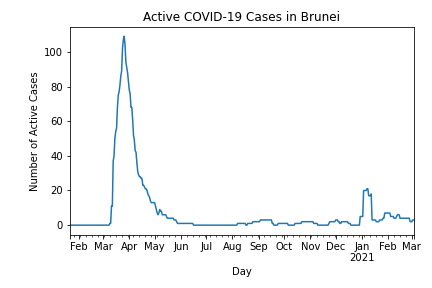 Active COVID-19 Cases in Brunei
Number of Active Cases
100
80
60
40
20
0
Feb Mar Apr May Jun Jul Aug Sep Oct Nov Dec Jan Feb Mar
2021
Day